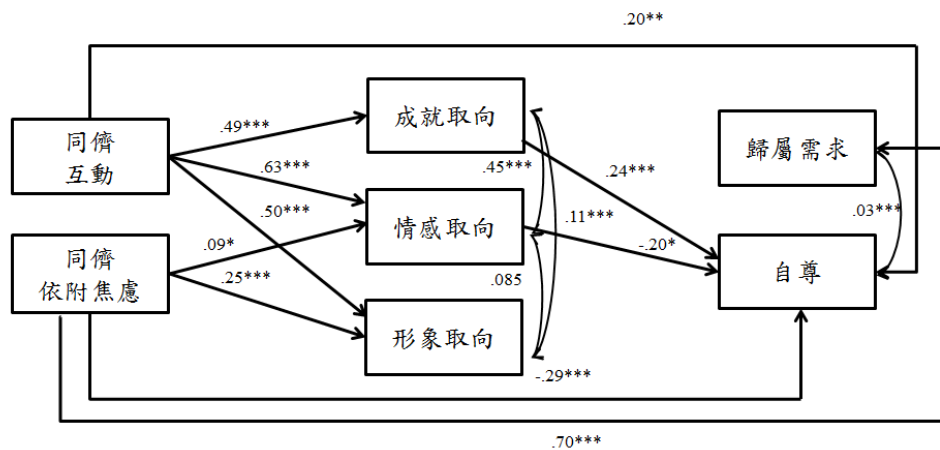 .20**
同儕
互動
成就取向
歸屬需求
.49***
.45***
.24***
.63***
.50***
.11***
.03***
情感取向
-.20*
.09*
同儕
依附焦慮
.25***
.085
自尊
形象取向
-.29***
.70***